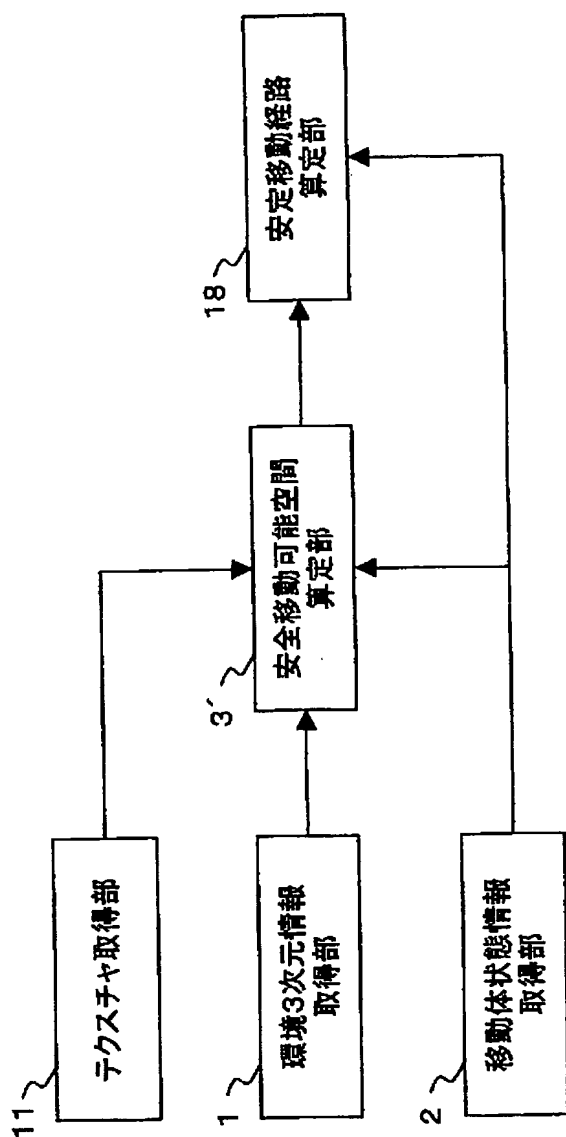 11
テクスチャ取得部
1
環境3次元情報
取得部
2
移動体状態情報
取得部
3´
安全移動可能空間
算定部
18
安定移動経路
算定部